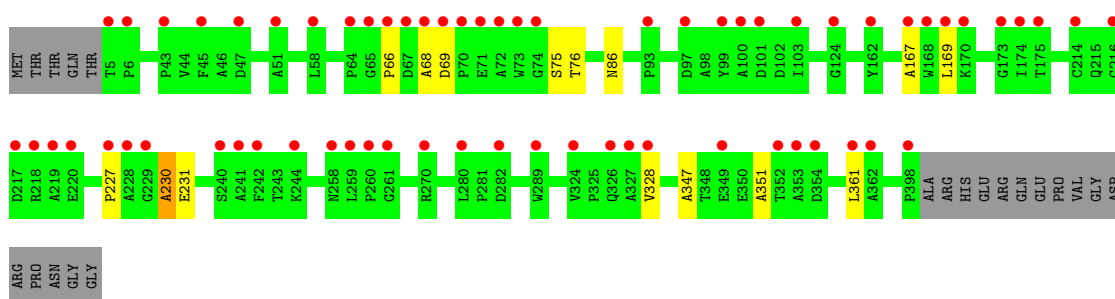 MET THR THR GLN THR T5 P6 P43 V44 F45 A46 D47 A51 L58 P64 G65 P66 D67 A68 D69 P70 E71 A72 W73 G74 S75 T76 N86 P93 D97 A98 Y99 A100 D101 D102 I103 G124 Y162 A167 W168 L169 K170 G173 I174 T175 C214 Q215 G216
D217 R218 A219 E220 P227 A228 G229 A230 E231 S240 A241 F242 T243 K244 N258 L259 P260 G261 R270 L280 P281 D282 W289 V324 P325 Q326 A327 V328 A347 T348 E349 E350 A351 T352 A353 D354 L361 A362 P398 ALA ARG HIS GLU ARG GLN GLU PRO VAL GLY ASP
ARG PRO ASN GLY GLY